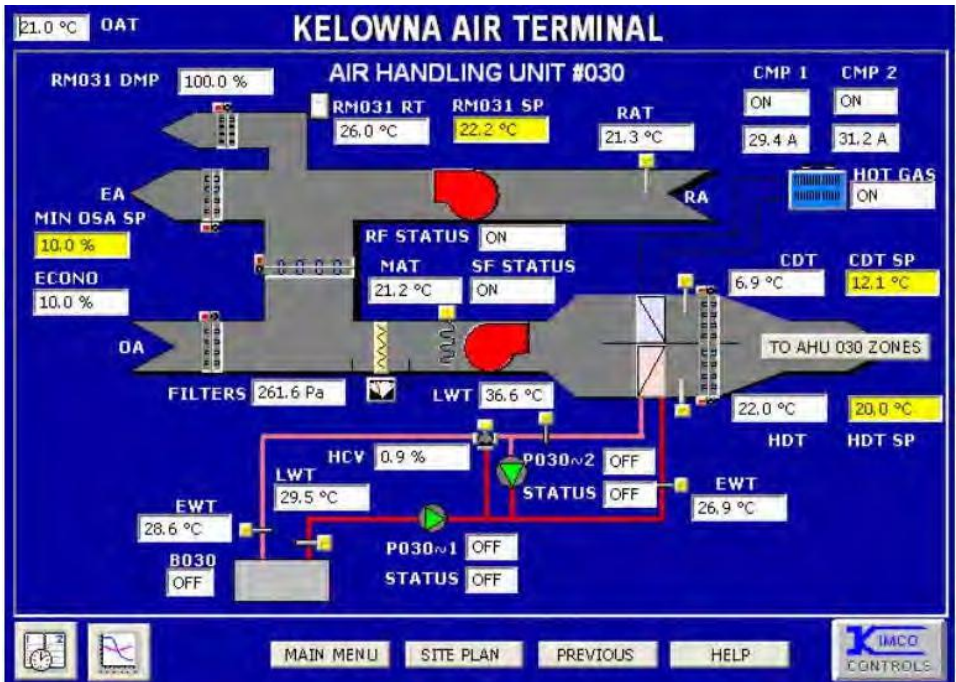 21.0 °C OAT KELOWNA AIR TERMINAL
AIR HANDLING UNIT #030
RM031 DMP 100.0 %
RM031 RT
26.0 °C
RM031 SP
22.2 °C
RAT
21.3 °C
CMP 1
ON
29.4 A
CMP 2
ON
31.2 A
HOT GAS
ON
EA
RA
MIN OSA SP
10.0 %
ECONO
10.0 %
RF STATUS ON
MAT
21.2 °C
SF STATUS
ON
CDT
6.9 °C
CDT SP
12.1 °C
OA
TO AHU 030 ZONES
FILTERS 261.6 Pa
LWT 36.6 °C
22.0 °C
HDT
20.0 °C
HDT SP
HCV 0.9 %
P030~2 OFF
STATUS OFF
LWT
29.5 °C
EWT
26.9 °C
EWT
28.6 °C
P030~1 OFF
STATUS OFF
B030
OFF
MAIN MENU
SITE PLAN
PREVIOUS
HELP
KIMCO
CONTROLS